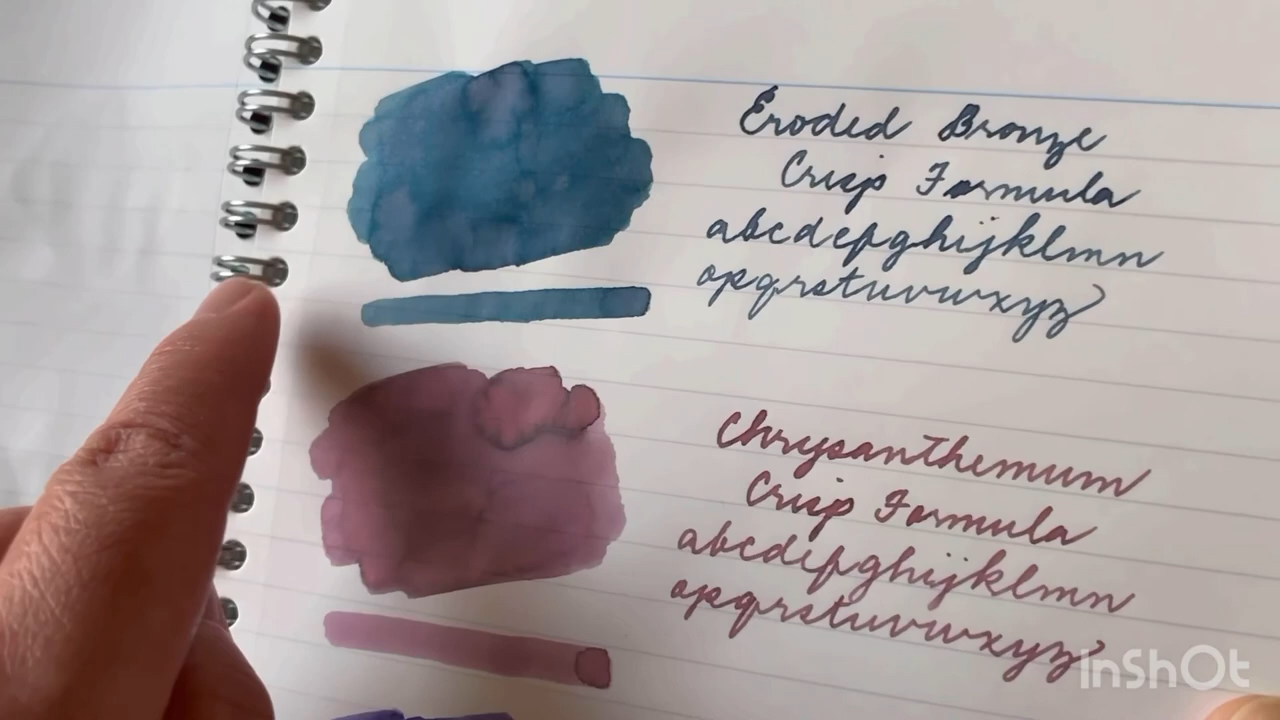 Eroded Bronze
Crisp Formula
abcdefghijklmn
opqrstuvwxyz
Chrysanthemum
Crisp Formula
abcdefghijklmn
opqrstuvwxyz
InShOt